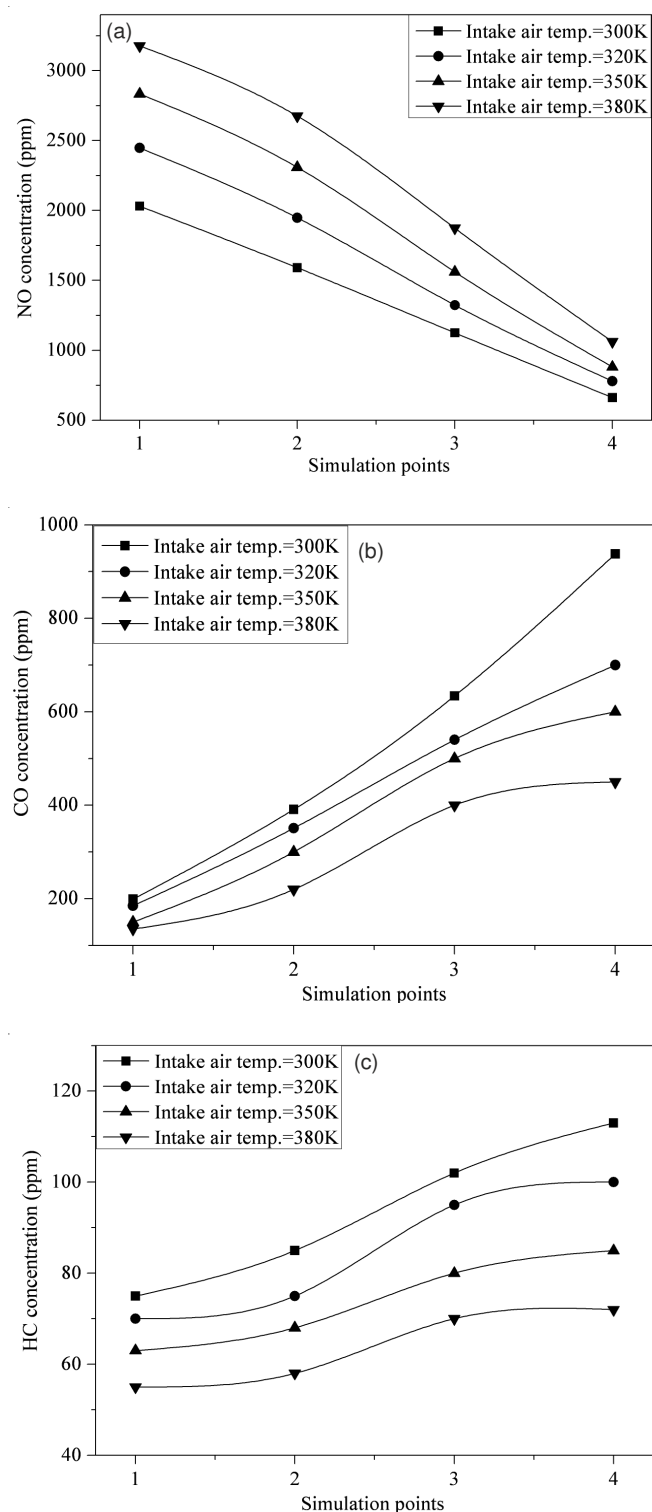 (a)
Intake air temp.=300K
Intake air temp.=320K
Intake air temp.=350K
Intake air temp.=380K
3000
2500
2000
1500
1000
500
NO concentration (ppm)
1 2 3 4
Simulation points
1000
Intake air temp.=300K
(b)
Intake air temp.=320K
Intake air temp.=350K
Intake air temp.=380K
800
600
400
200
CO concentration (ppm)
1 2 3 4
Simulation points
Intake air temp.=300K
(c)
Intake air temp.=320K
Intake air temp.=350K
Intake air temp.=380K
120
100
80
60
40
HC concentration (ppm)
1 2 3 4
Simulation points